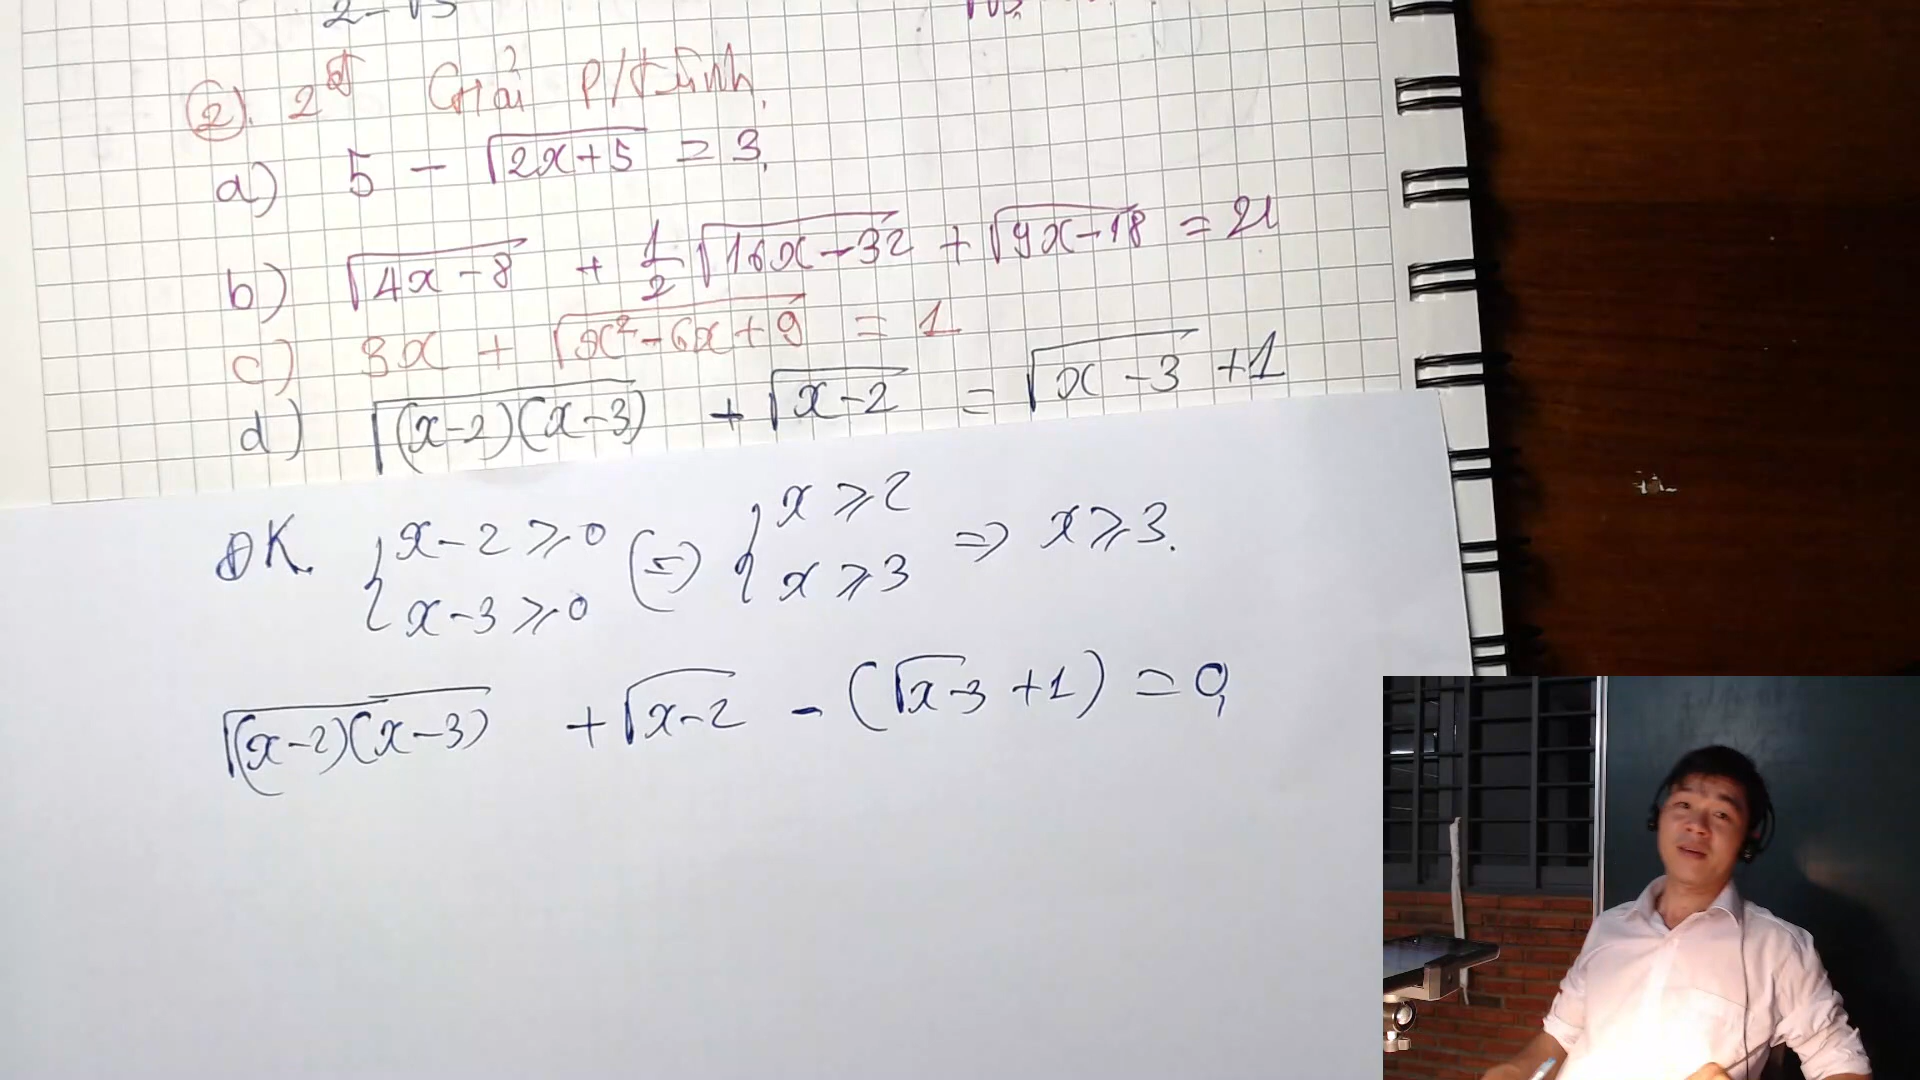 2-√5
②. 2đ Giải P/trình.
a) 5 - √(2x+5) = 3.
b) √(4x-8) + 1/2 √(16x-32) + √(9x-18) = 21
c) 3x + √(x²-6x+9) = 1
d) √((x-2)(x-3)) + √(x-2) = √(x-3) +1
ĐK. { x-2 ⩾ 0 (=) { x ⩾ 2 => x ⩾ 3.
x-3 ⩾ 0 x ⩾ 3
√((x-2)(x-3)) + √(x-2) - (√(x-3) +1) = 0,